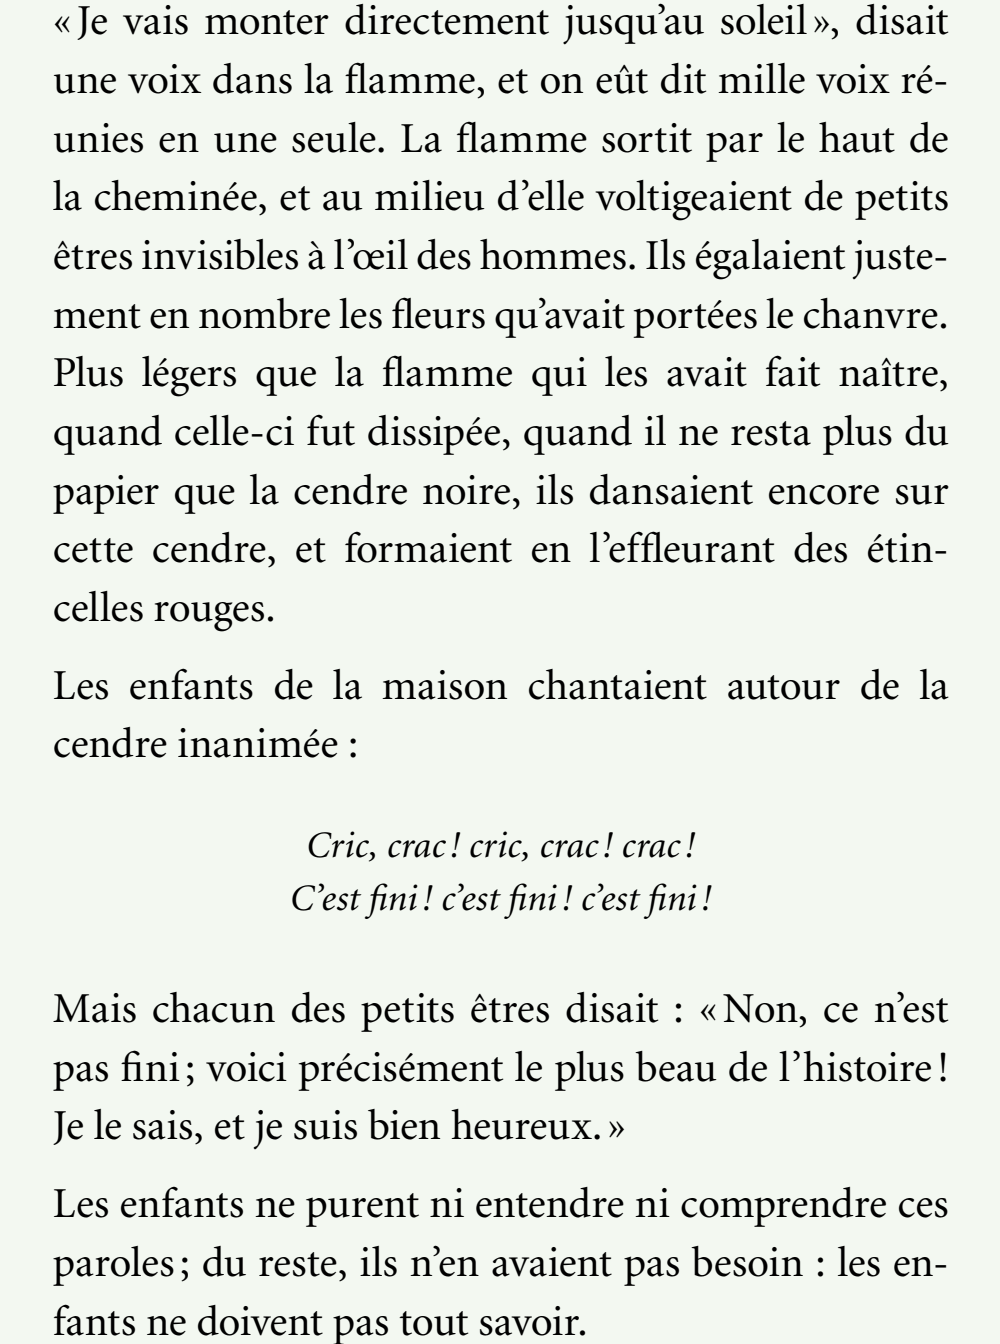 « Je vais monter directement jusqu’au soleil », disait
une voix dans la flamme, et on eût dit mille voix ré-
unies en une seule. La flamme sortit par le haut de
la cheminée, et au milieu d’elle voltigeaient de petits
êtres invisibles à l’œil des hommes. Ils égalaient juste-
ment en nombre les fleurs qu’avait portées le chanvre.
Plus légers que la flamme qui les avait fait naître,
quand celle-ci fut dissipée, quand il ne resta plus du
papier que la cendre noire, ils dansaient encore sur
cette cendre, et formaient en l’effleurant des étin-
celles rouges.
Les enfants de la maison chantaient autour de la
cendre inanimée :
Cric, crac ! cric, crac ! crac !
C’est fini ! c’est fini ! c’est fini !
Mais chacun des petits êtres disait : « Non, ce n’est
pas fini ; voici précisément le plus beau de l’histoire !
Je le sais, et je suis bien heureux. »
Les enfants ne purent ni entendre ni comprendre ces
paroles ; du reste, ils n’en avaient pas besoin : les en-
fants ne doivent pas tout savoir.